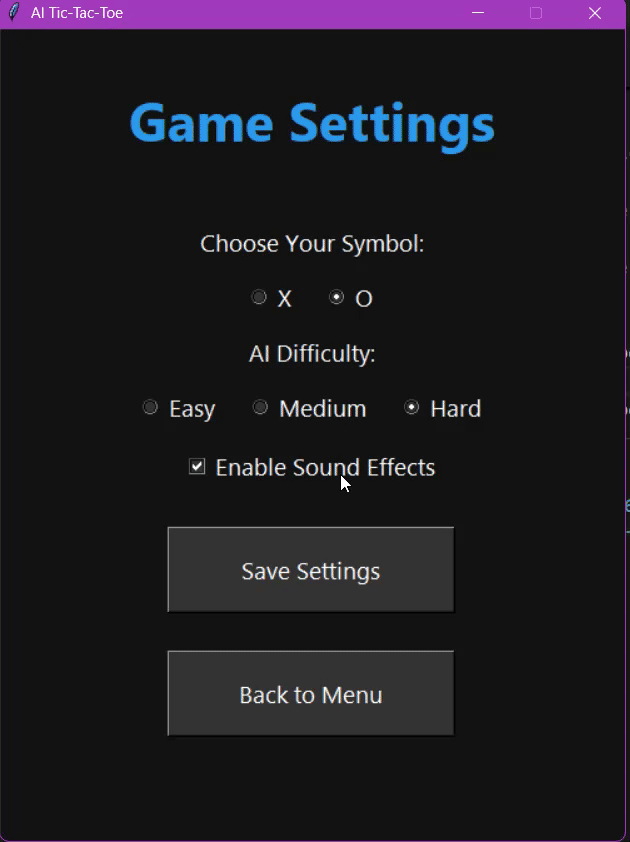 AI Tic-Tac-Toe
Game Settings
Choose Your Symbol:
X O
AI Difficulty:
Easy Medium Hard
Enable Sound Effects
Save Settings
Back to Menu